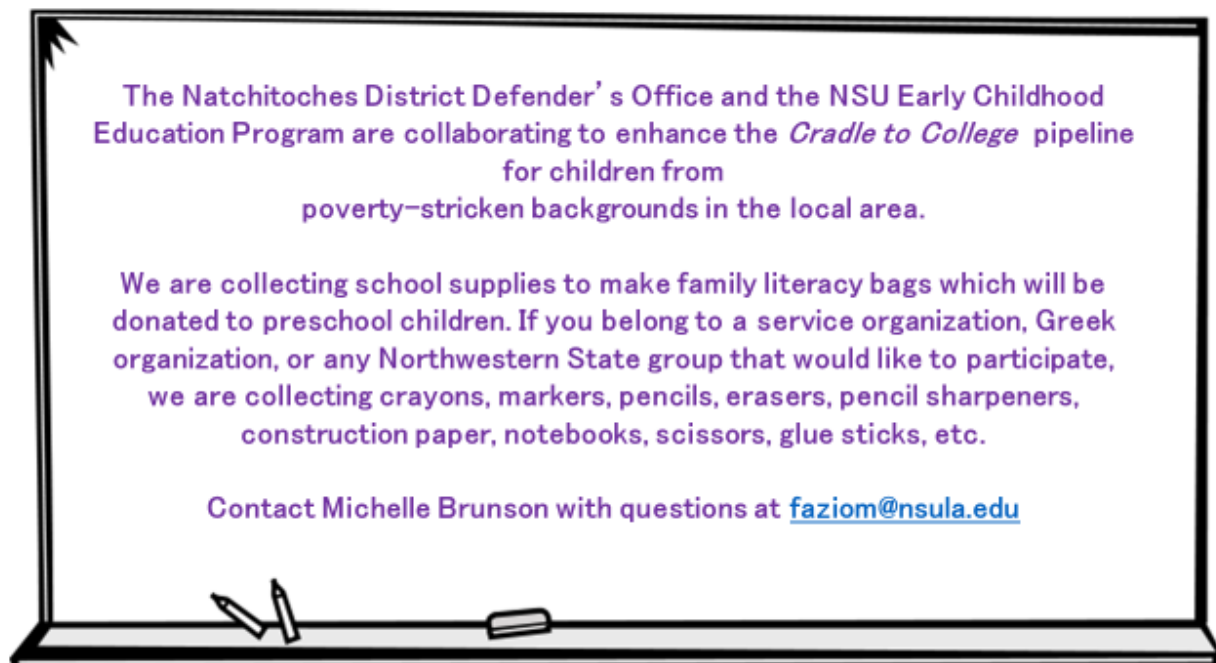 The Natchitoches District Defender's Office and the NSU Early Childhood
Education Program are collaborating to enhance the Cradle to College pipeline
for children from
poverty-stricken backgrounds in the local area.
We are collecting school supplies to make family literacy bags which will be
donated to preschool children. If you belong to a service organization, Greek
organization, or any Northwestern State group that would like to participate,
we are collecting crayons, markers, pencils, erasers, pencil sharpeners,
construction paper, notebooks, scissors, glue sticks, etc.
Contact Michelle Brunson with questions at faziom@nsula.edu